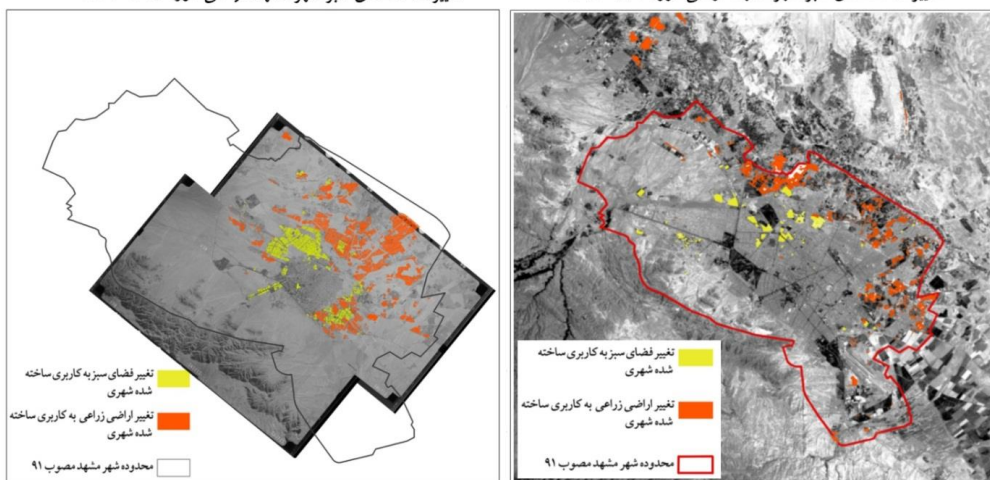 تغییر فضای سبز به کاربری ساخته
شده شهری
تغییر اراضی زراعی به کاربری ساخته
شده شهری
محدوده شهر مشهد مصوب ۹۱
تغییر فضای سبز به کاربری ساخته
شده شهری
تغییر اراضی زراعی به کاربری ساخته
شده شهری
محدوده شهر مشهد مصوب ۹۱